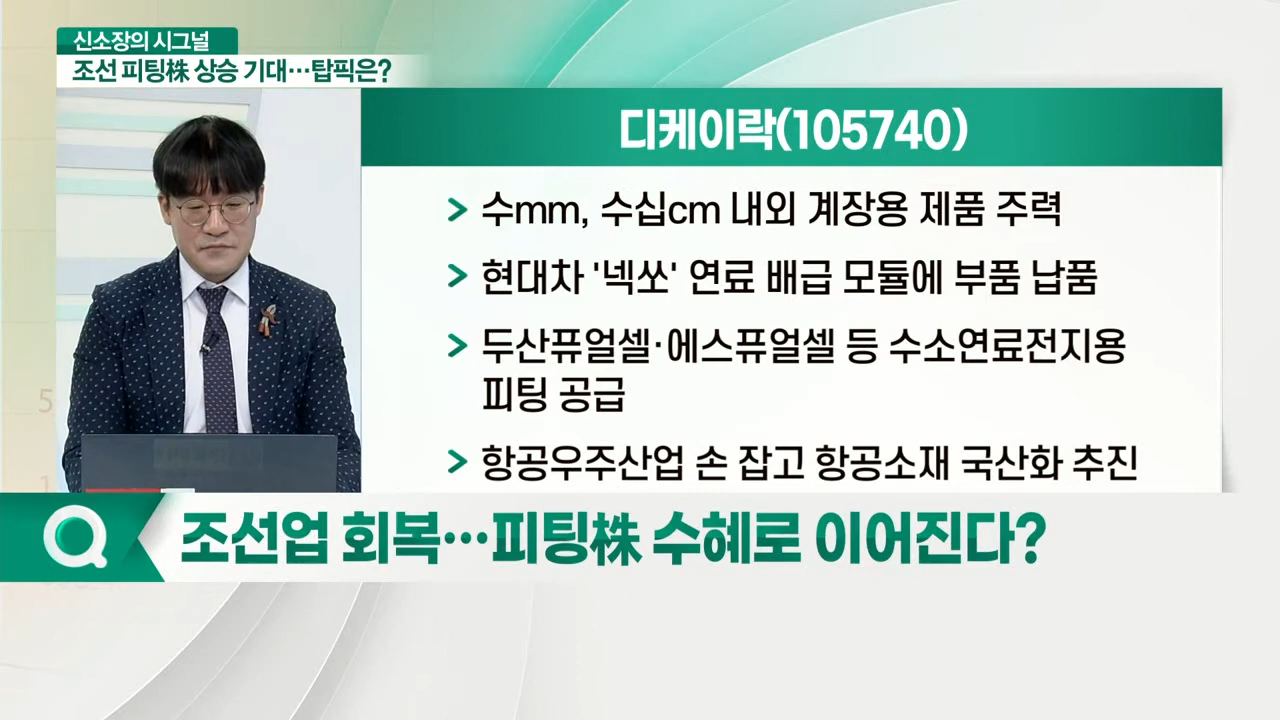 신소장의 시그널
조선 피팅株 상승 기대…탑픽은?
디케이락(105740)
> 수mm, 수십cm 내외 계장용 제품 주력
> 현대차 '넥쏘' 연료 배급 모듈에 부품 납품
> 두산퓨얼셀·에스퓨얼셀 등 수소연료전지용
피팅 공급
> 항공우주산업 손 잡고 항공소재 국산화 추진
5
1
Q 조선업 회복…피팅株 수혜로 이어진다?